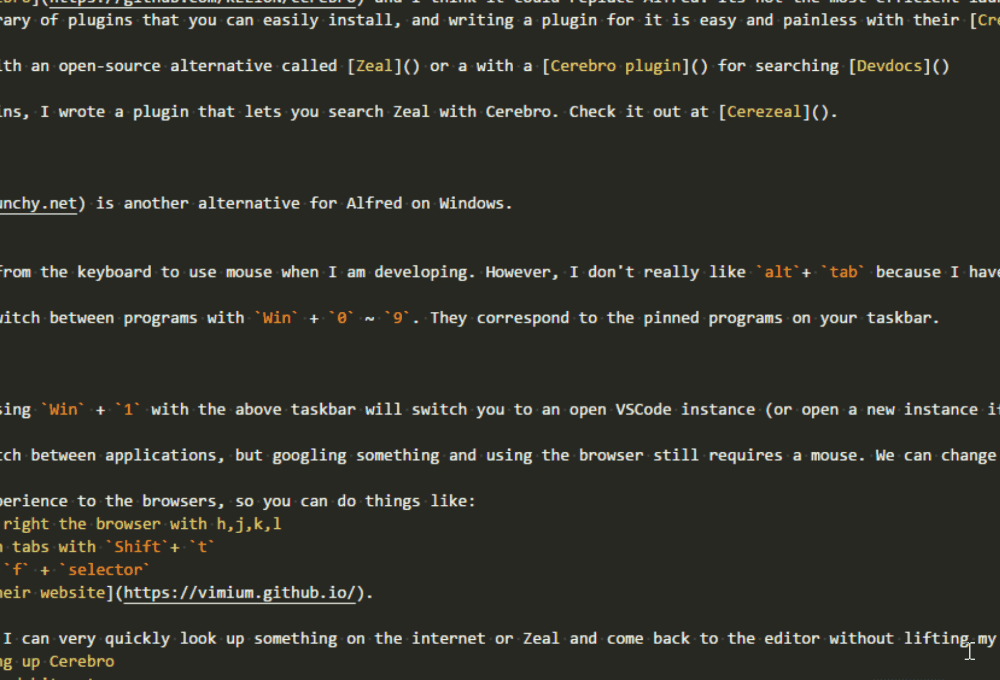 and I think it could replace Alfred. Its not the most efficient
rary of plugins that you can easily install, and writing a plugin for it is easy and painless with their [Cre
ith an open-source alternative called [Zeal]() or a with a [Cerebro plugin]() for searching [Devdocs]()
ins, I wrote a plugin that lets you search Zeal with Cerebro. Check it out at [Cerezeal]().
unchy.net) is another alternative for Alfred on Windows.
from the keyboard to use mouse when I am developing. However, I don't really like `alt`+ `tab` because I have
witch between programs with `Win` + `0` ~ `9`. They correspond to the pinned programs on your taskbar.
sing `Win` + `1` with the above taskbar will switch you to an open VSCode instance (or open a new instance if
tch between applications, but googling something and using the browser still requires a mouse. We can change
perience to the browsers, so you can do things like:
right the browser with h,j,k,l
n tabs with `Shift`+ `t`
`f` + `selector`
heir website](https://vimium.github.io/).
I can very quickly look up something on the internet or Zeal and come back to the editor without lifting my
ng up Cerebro